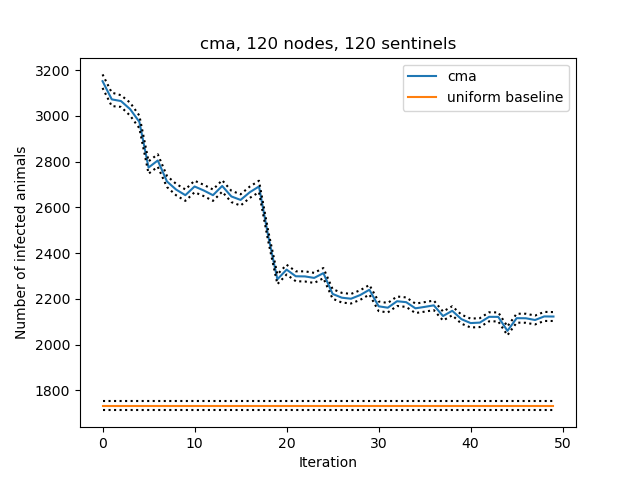 cma, 120 nodes, 120 sentinels
3200
3000
2800
2600
2400
2200
2000
1800
Number of infected animals
cma
uniform baseline
0 10 20 30 40 50
Iteration